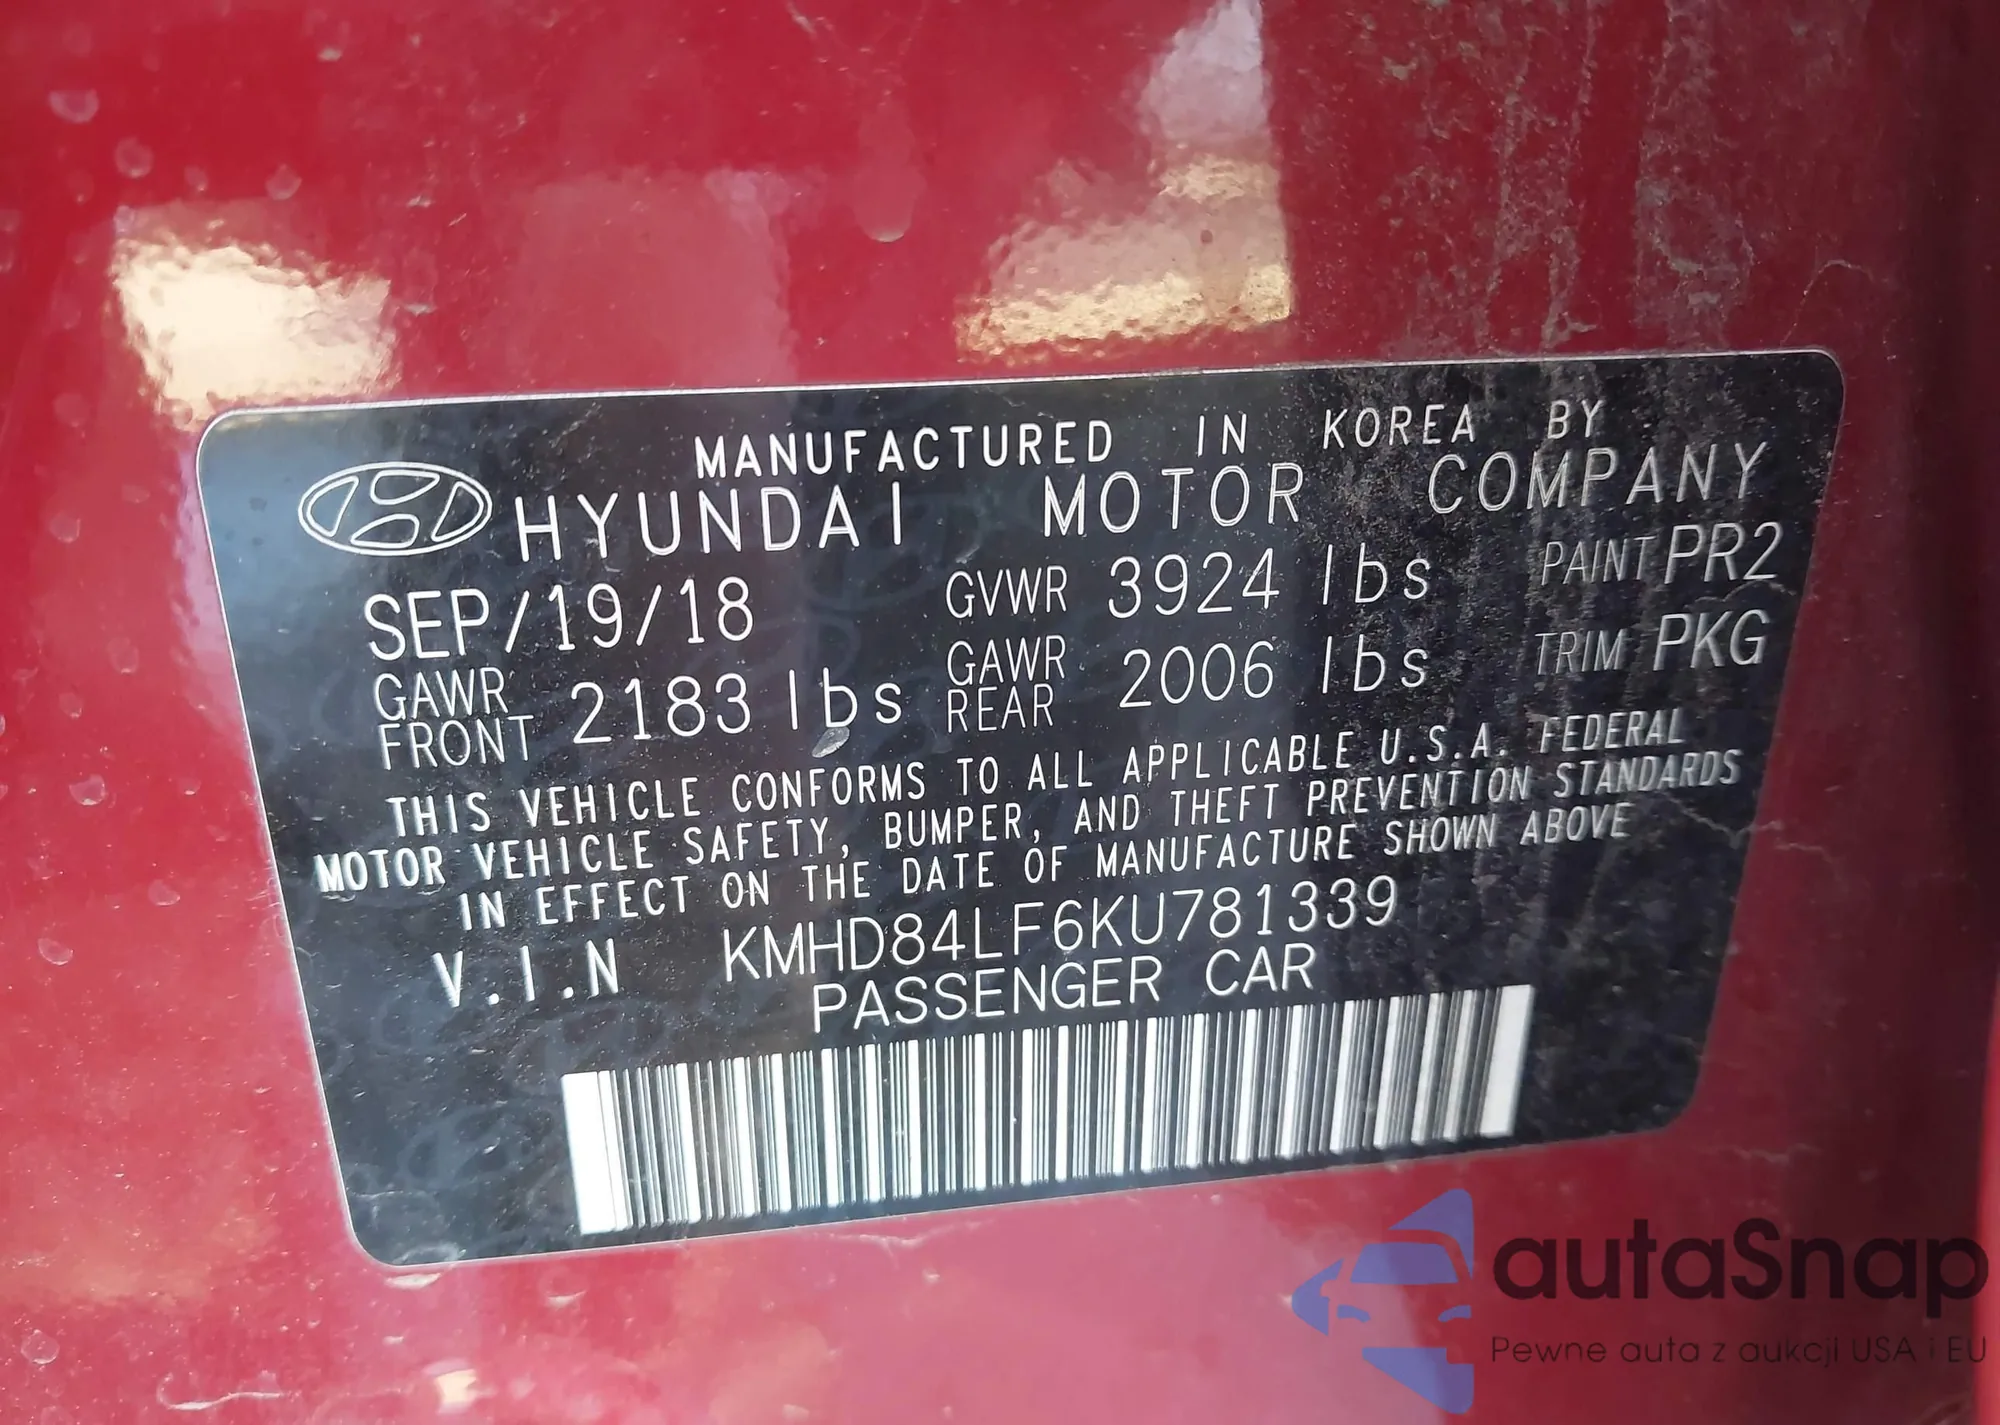 MANUFACTURED IN KOREA BY
HYUNDAI MOTOR COMPANY
SEP/19/18 GVWR 3924 lbs PAINT PR2
GAWR FRONT 2183 lbs GAWR REAR 2006 lbs TRIM PKG
THIS VEHICLE CONFORMS TO ALL APPLICABLE U.S.A. FEDERAL
MOTOR VEHICLE SAFETY, BUMPER, AND THEFT PREVENTION STANDARDS
IN EFFECT ON THE DATE OF MANUFACTURE SHOWN ABOVE
V.I.N KMHD84LF6KU781339
PASSENGER CAR
autaSnap
Pewne auta z aukcji USA i EU